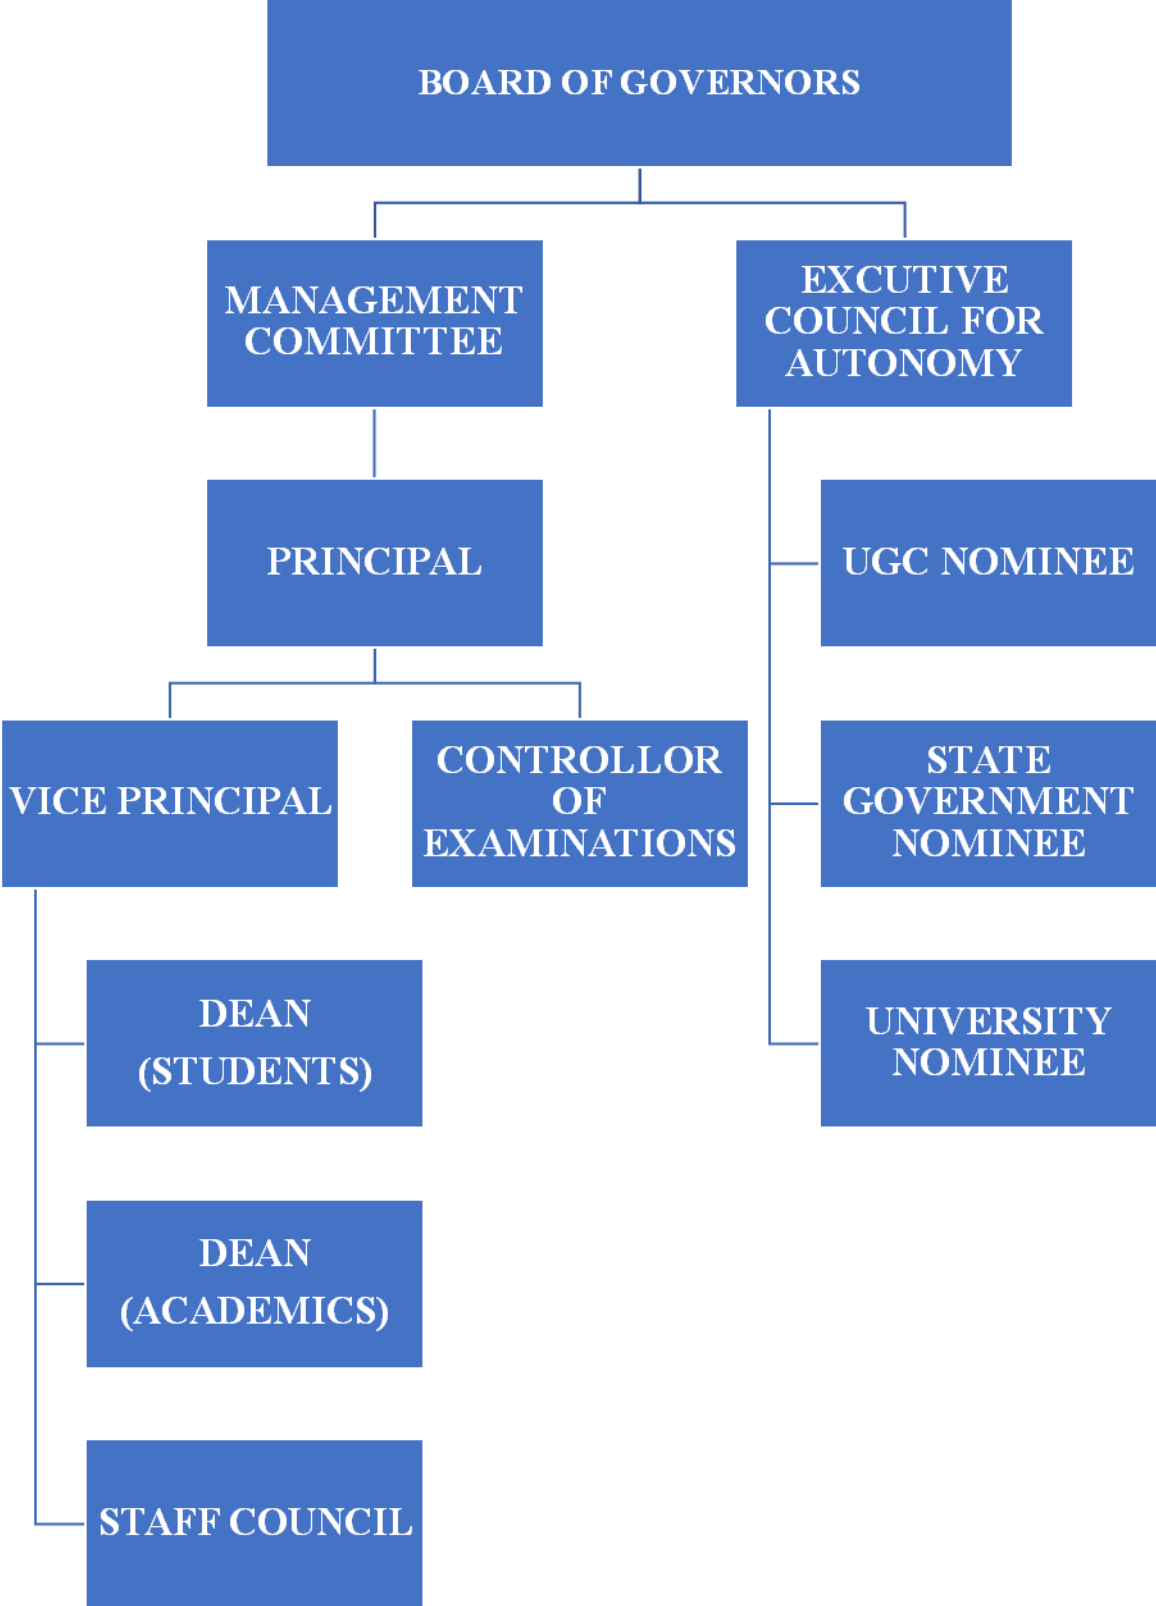 BOARD OF GOVERNORS
MANAGEMENT
COMMITTEE
EXCUTIVE
COUNCIL FOR
AUTONOMY
PRINCIPAL
UGC NOMINEE
VICE PRINCIPAL
CONTROLLOR
OF
EXAMINATIONS
STATE
GOVERNMENT
NOMINEE
DEAN
(STUDENTS)
UNIVERSITY
NOMINEE
DEAN
(ACADEMICS)
STAFF COUNCIL